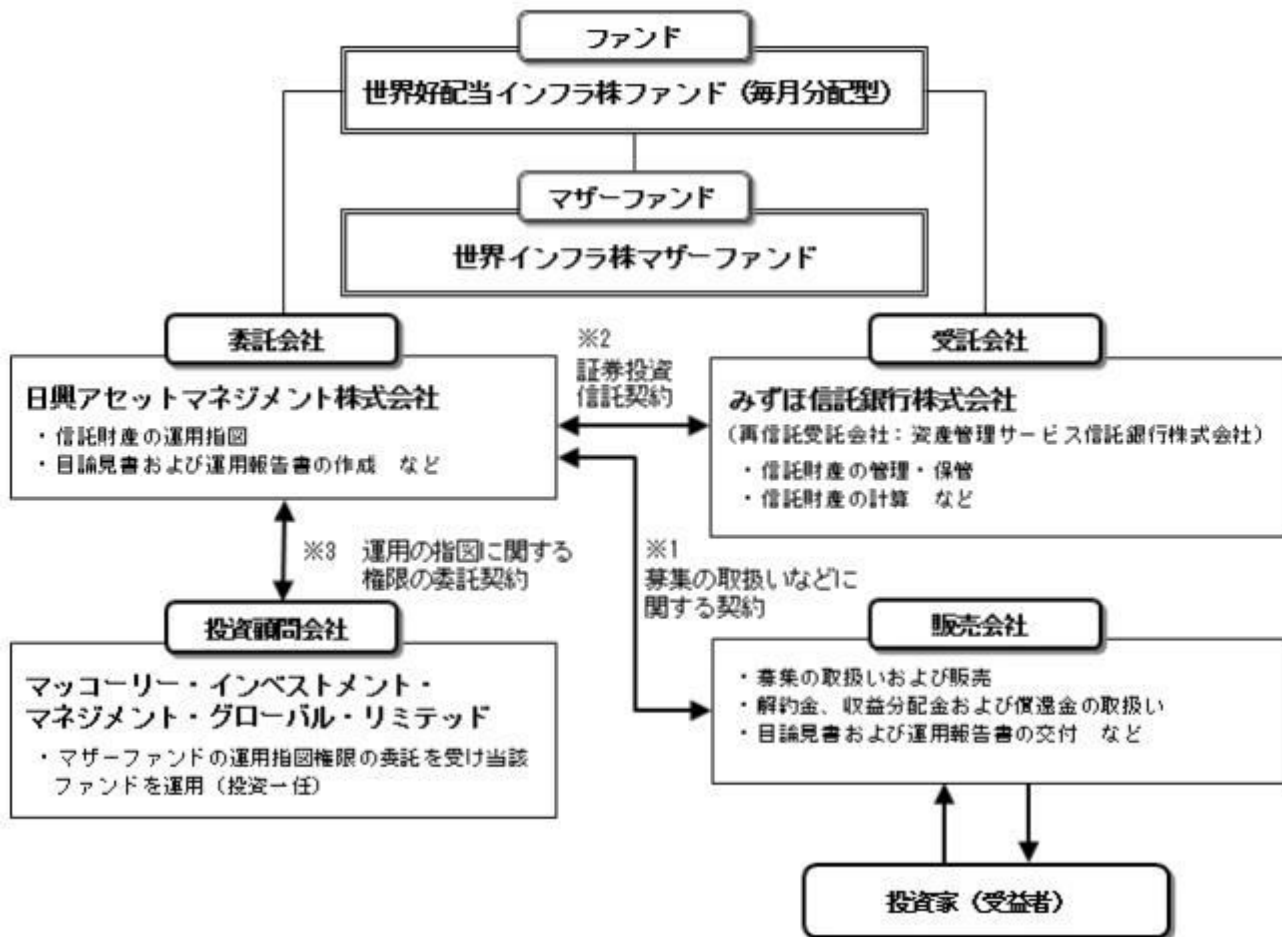 ファンド
世界好配当インフラ株ファンド（毎月分配型）
マザーファンド
世界インフラ株マザーファンド
委託会社
日興アセットマネジメント株式会社
・信託財産の運用指図
・目論見書および運用報告書の作成　など
※2
証券投資
信託契約
受託会社
みずほ信託銀行株式会社
（再信託受託会社：資産管理サービス信託銀行株式会社）
・信託財産の管理・保管
・信託財産の計算　など
※3　運用の指図に関する
権限の委託契約
※1
募集の取扱いなどに
関する契約
投資顧問会社
マッコーリー・インベストメント・
マネジメント・グローバル・リミテッド
・マザーファンドの運用指図権限の委託を受け当該
ファンドを運用（投資一任）
販売会社
・募集の取扱いおよび販売
・解約金、収益分配金および償還金の取扱い
・目論見書および運用報告書の交付　など
投資家（受益者）